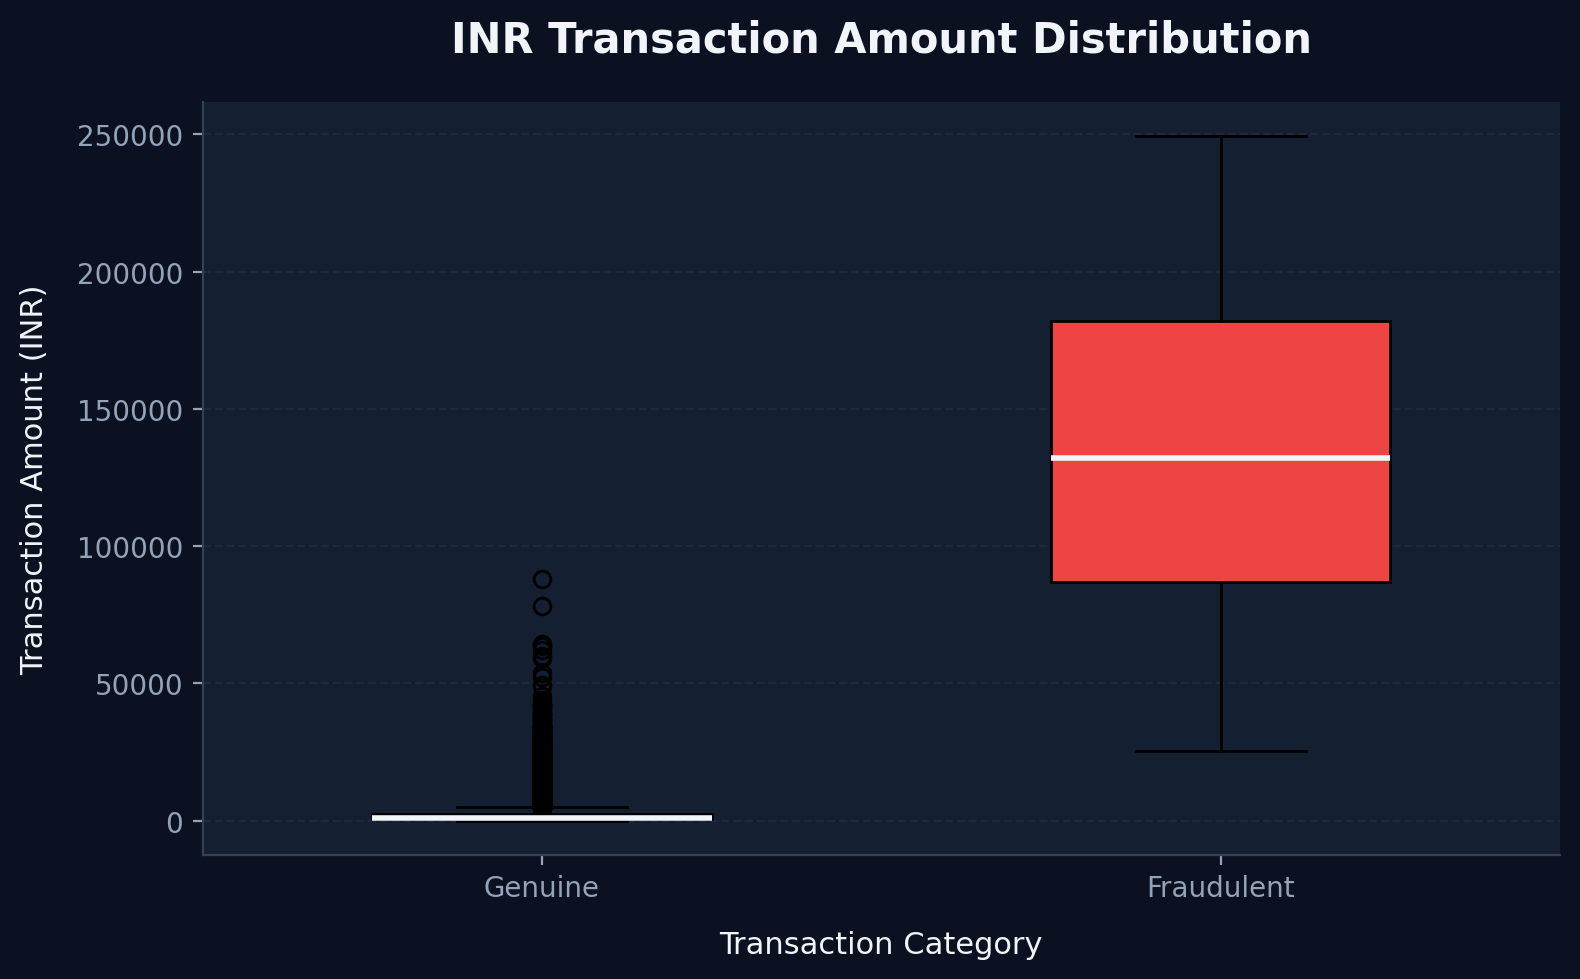 INR Transaction Amount Distribution
Transaction Amount (INR)
250000
200000
150000
100000
50000
0
Genuine
Fraudulent
Transaction Category